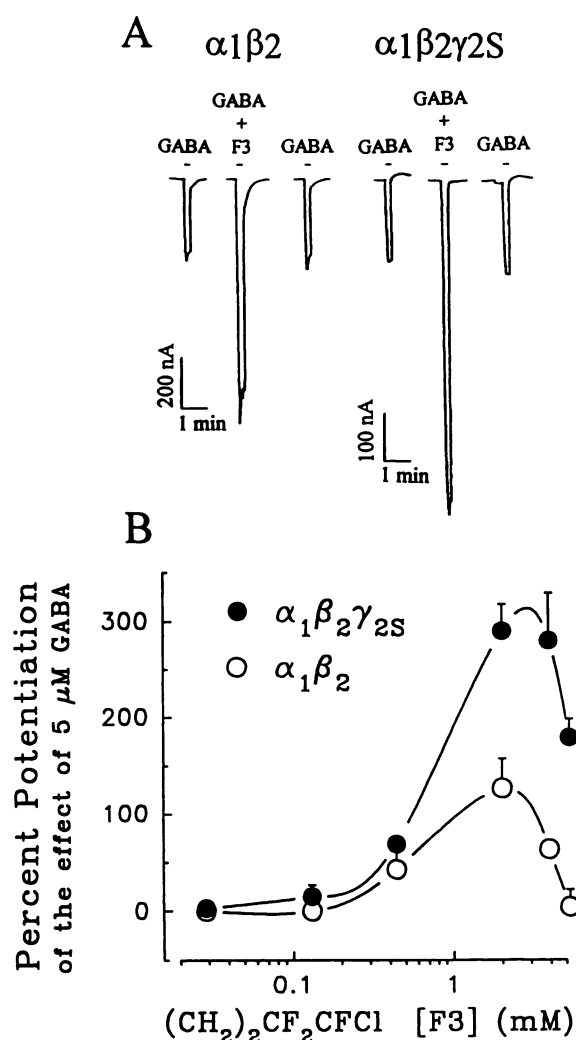 A
α1β2 α1β2γ2S
GABA
+
F3
-
GABA
-
GABA
-
GABA
+
F3
-
GABA
-
GABA
-
200 nA
1 min
100 nA
1 min
B
Percent Potentiation
of the effect of 5 μM GABA
300
200
100
0
α₁β₂γ₂S
α₁β₂
0.1 1
(CH₂)₂CF₂CFCl [F3] (mM)